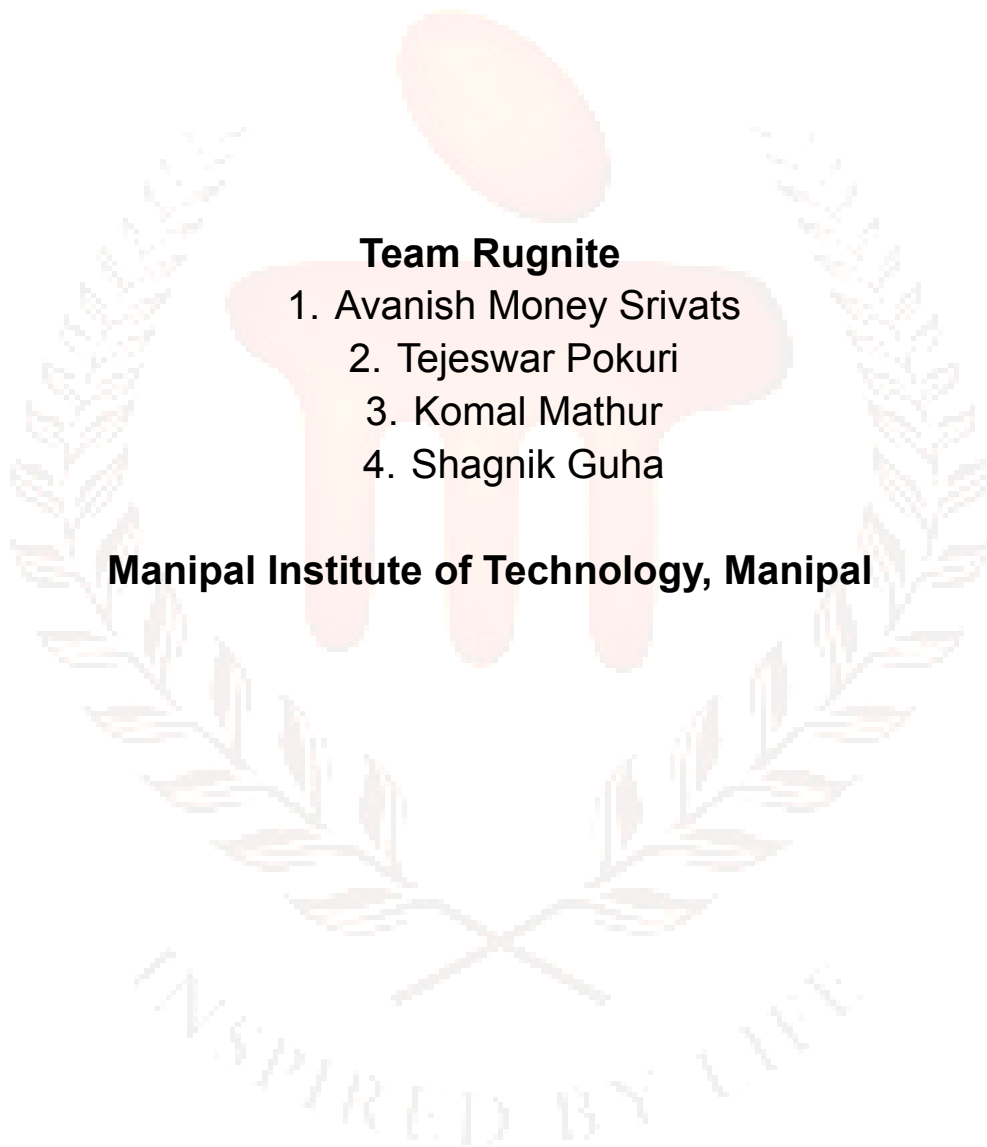 Team Rugnite
1. Avanish Money Srivats
2. Tejeswar Pokuri
3. Komal Mathur
4. Shagnik Guha
Manipal Institute of Technology, Manipal
INSPIRED BY LIFE